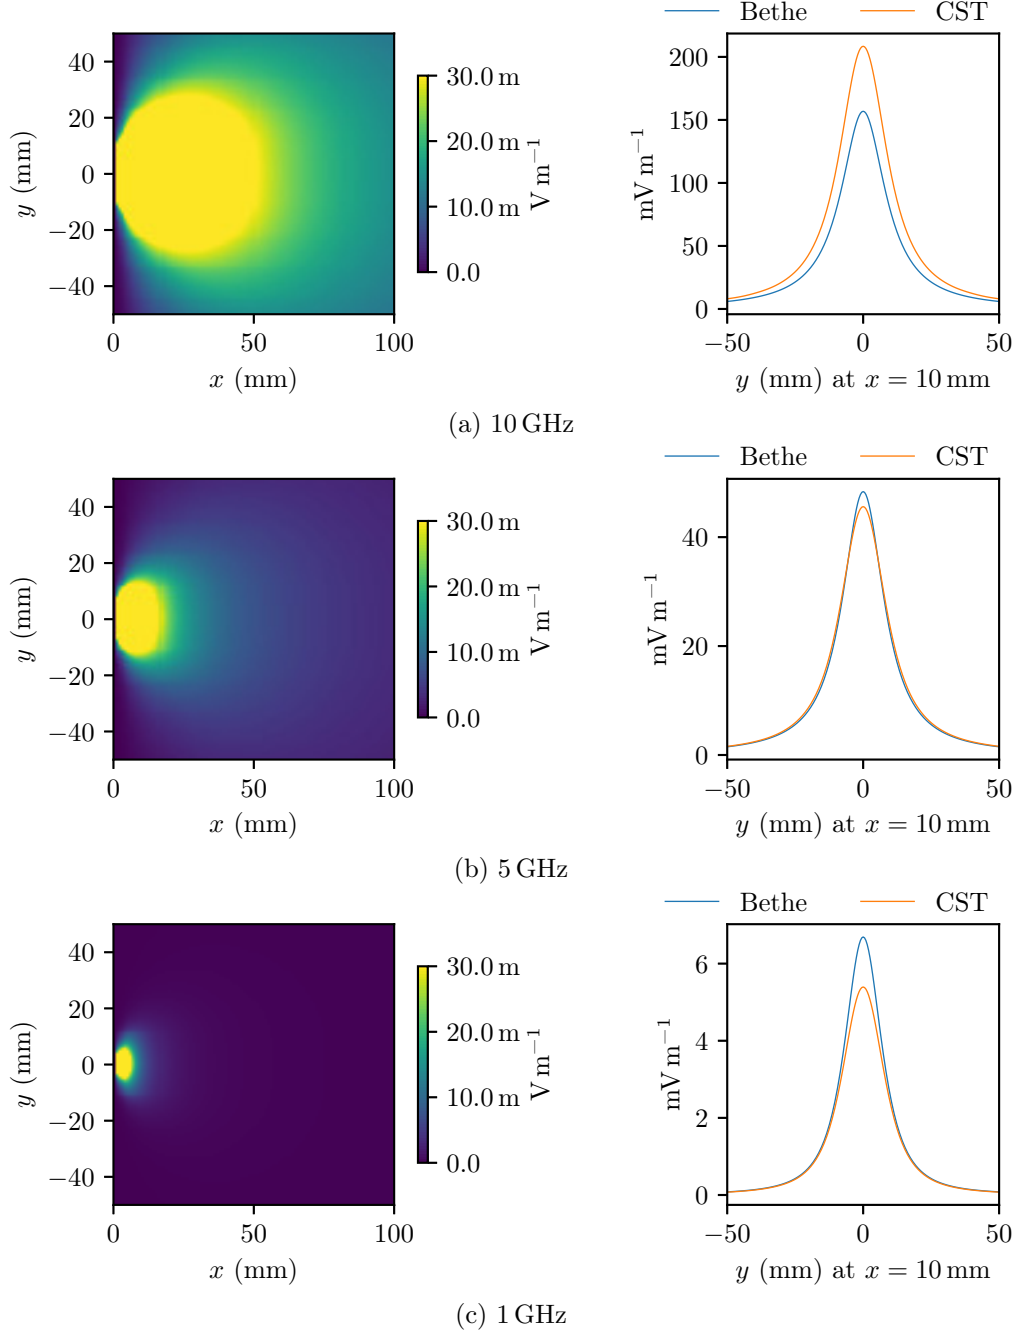 Bethe CST
40
20
0
−20
−40
y (mm)
0 50 100
x (mm)
30.0 m
20.0 m
10.0 m
0.0
V m−1
200
150
100
50
0
mV m−1
−50 0 50
y (mm) at x = 10 mm
(a) 10 GHz
Bethe CST
40
20
0
−20
−40
y (mm)
0 50 100
x (mm)
30.0 m
20.0 m
10.0 m
0.0
V m−1
40
20
0
mV m−1
−50 0 50
y (mm) at x = 10 mm
(b) 5 GHz
Bethe CST
40
20
0
−20
−40
y (mm)
0 50 100
x (mm)
30.0 m
20.0 m
10.0 m
0.0
V m−1
6
4
2
0
mV m−1
−50 0 50
y (mm) at x = 10 mm
(c) 1 GHz